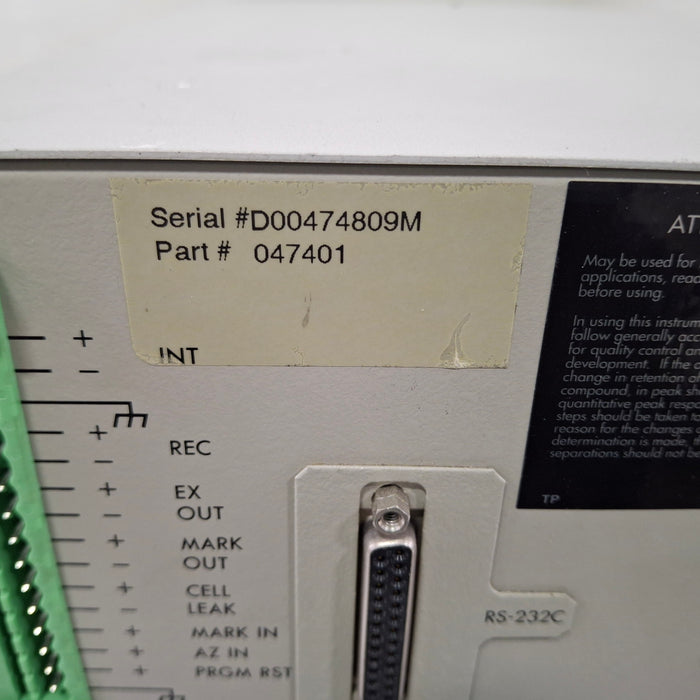 Serial #D00474809M
Part # 047401
INT
+
−
+
−
REC
+
−
EX
OUT
+
−
MARK
OUT
+
−
CELL
LEAK
+ MARK IN
+ AZ IN
+ PRGM RST
RS-232C
May be used for
applications, read
before using.
In using this instrum
follow generally acc
for quality control an
development. If the
change in retention of
compound, in peak sh
quantitative peak respo
steps should be taken to
reason for the changes
determination is made
separations should not be
TP